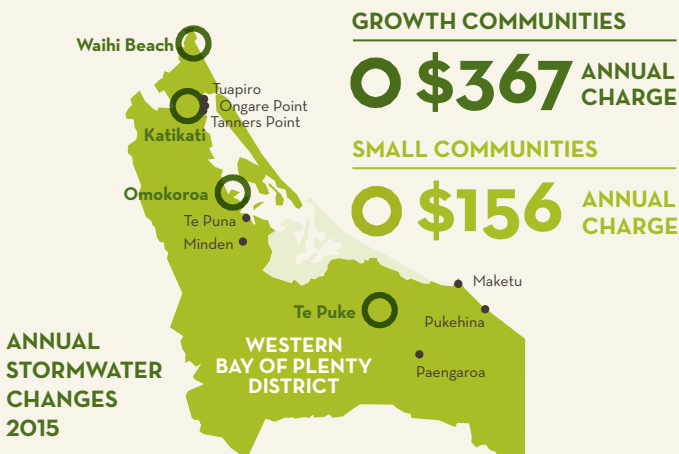 GROWTH COMMUNITIES
$367 ANNUAL
CHARGE
SMALL COMMUNITIES
$156 ANNUAL
CHARGE
Waihi Beach
Tuapiro
Ongare Point
Tanners Point
Katikati
Omokoroa
Te Puna
Minden
Maketu
Te Puke
Pukehina
Paengaroa
WESTERN
BAY OF PLENTY
DISTRICT
ANNUAL
STORMWATER
CHANGES
2015